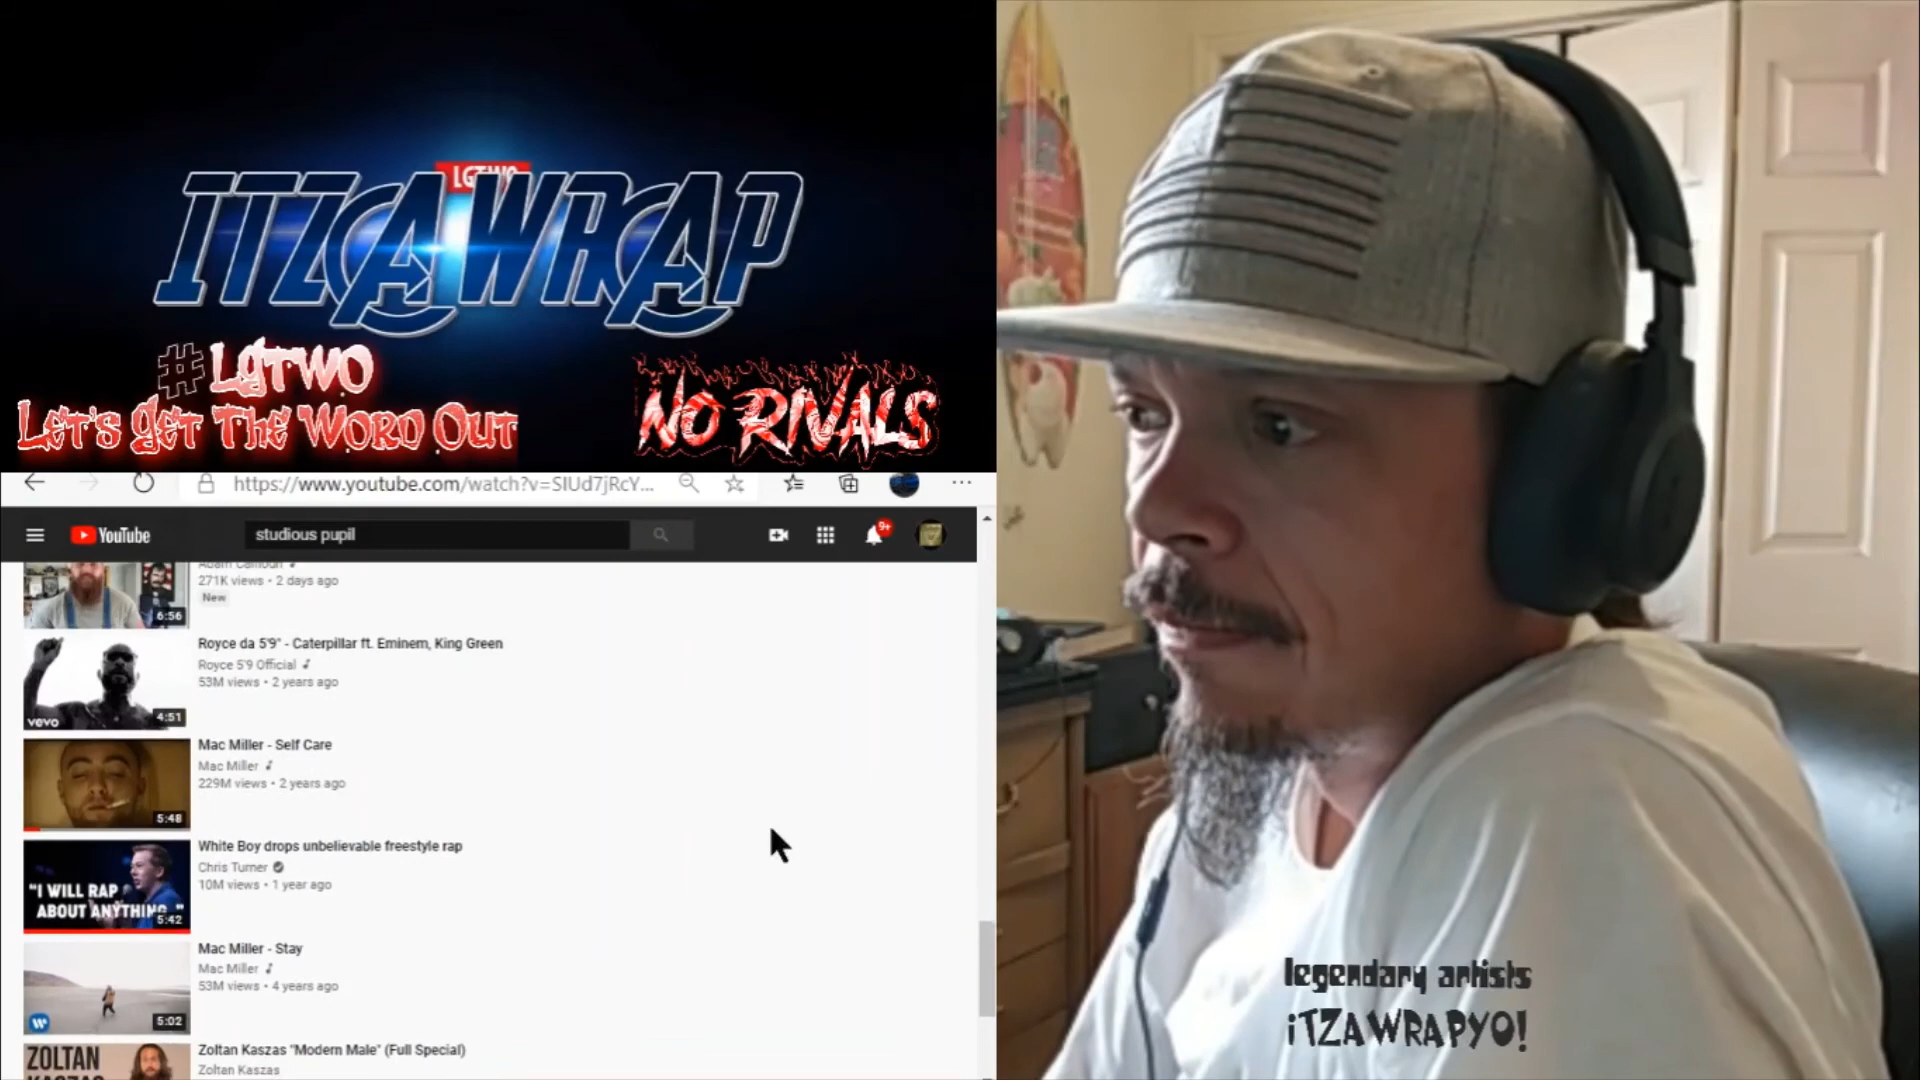 LGTWO
ITZAWRAP
#LGTWO
Let's get The Word Out
NO RIVALS
https://www.youtube.com/watch?v=SIUd7jRcY...
YouTube
studious pupil
9+
Adam Calhoun
271K views • 2 days ago
New
6:56
Royce da 5'9" - Caterpillar ft. Eminem, King Green
Royce 5'9 Official
53M views • 2 years ago
vevo
4:51
Mac Miller - Self Care
Mac Miller
229M views • 2 years ago
5:48
White Boy drops unbelievable freestyle rap
Chris Turner
10M views • 1 year ago
"I WILL RAP
ABOUT ANYTHING..."
5:42
Mac Miller - Stay
Mac Miller
53M views • 4 years ago
5:02
Zoltan Kaszas "Modern Male" (Full Special)
Zoltan Kaszas
ZOLTAN
KASZAS
legendary artists
iTZAWRAPYO!